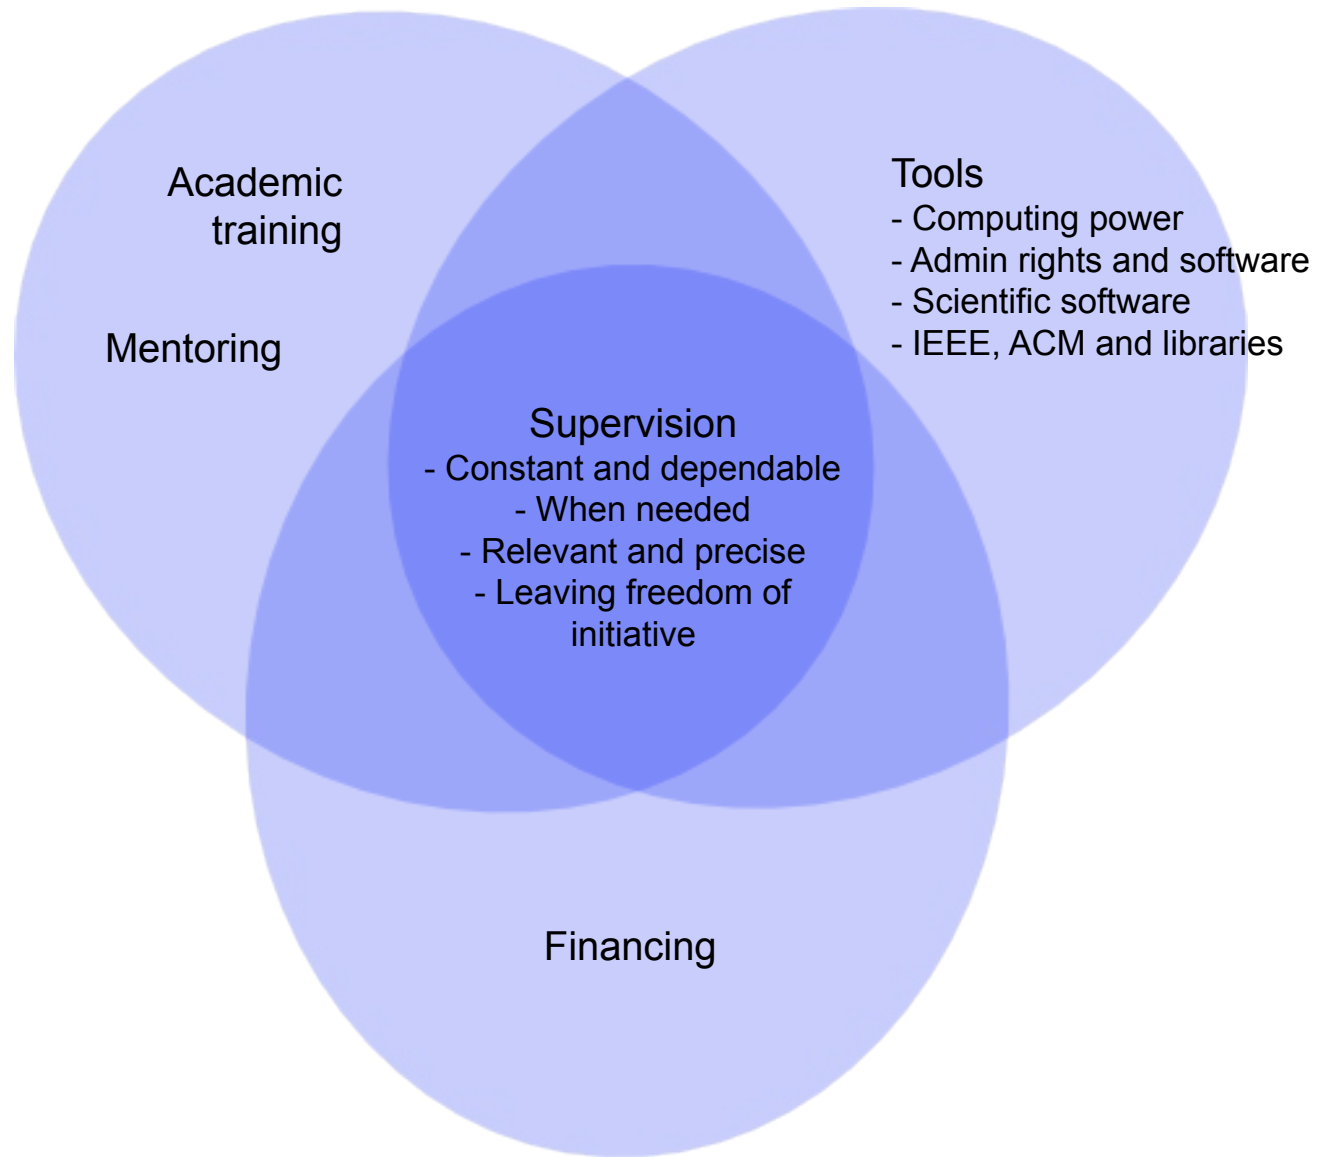 Academic
training
Mentoring
Tools
- Computing power
- Admin rights and software
- Scientific software
- IEEE, ACM and libraries
Supervision
- Constant and dependable
- When needed
- Relevant and precise
- Leaving freedom of
initiative
Financing